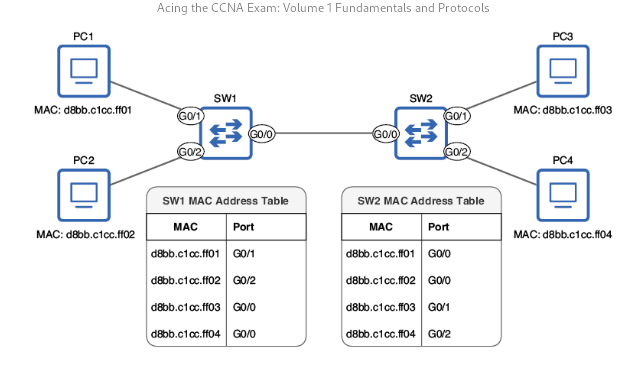 Acing the CCNA Exam: Volume 1 Fundamentals and Protocols
PC1
PC3
MAC: d8bb.c1cc.ff01
MAC: d8bb.c1cc.ff03
SW1
SW2
G0/1
G0/0
G0/2
G0/0
G0/1
G0/2
PC2
PC4
MAC: d8bb.c1cc.ff02
MAC: d8bb.c1cc.ff04
SW1 MAC Address Table
MAC Port
d8bb.c1cc.ff01 G0/1
d8bb.c1cc.ff02 G0/2
d8bb.c1cc.ff03 G0/0
d8bb.c1cc.ff04 G0/0
SW2 MAC Address Table
MAC Port
d8bb.c1cc.ff01 G0/0
d8bb.c1cc.ff02 G0/0
d8bb.c1cc.ff03 G0/1
d8bb.c1cc.ff04 G0/2